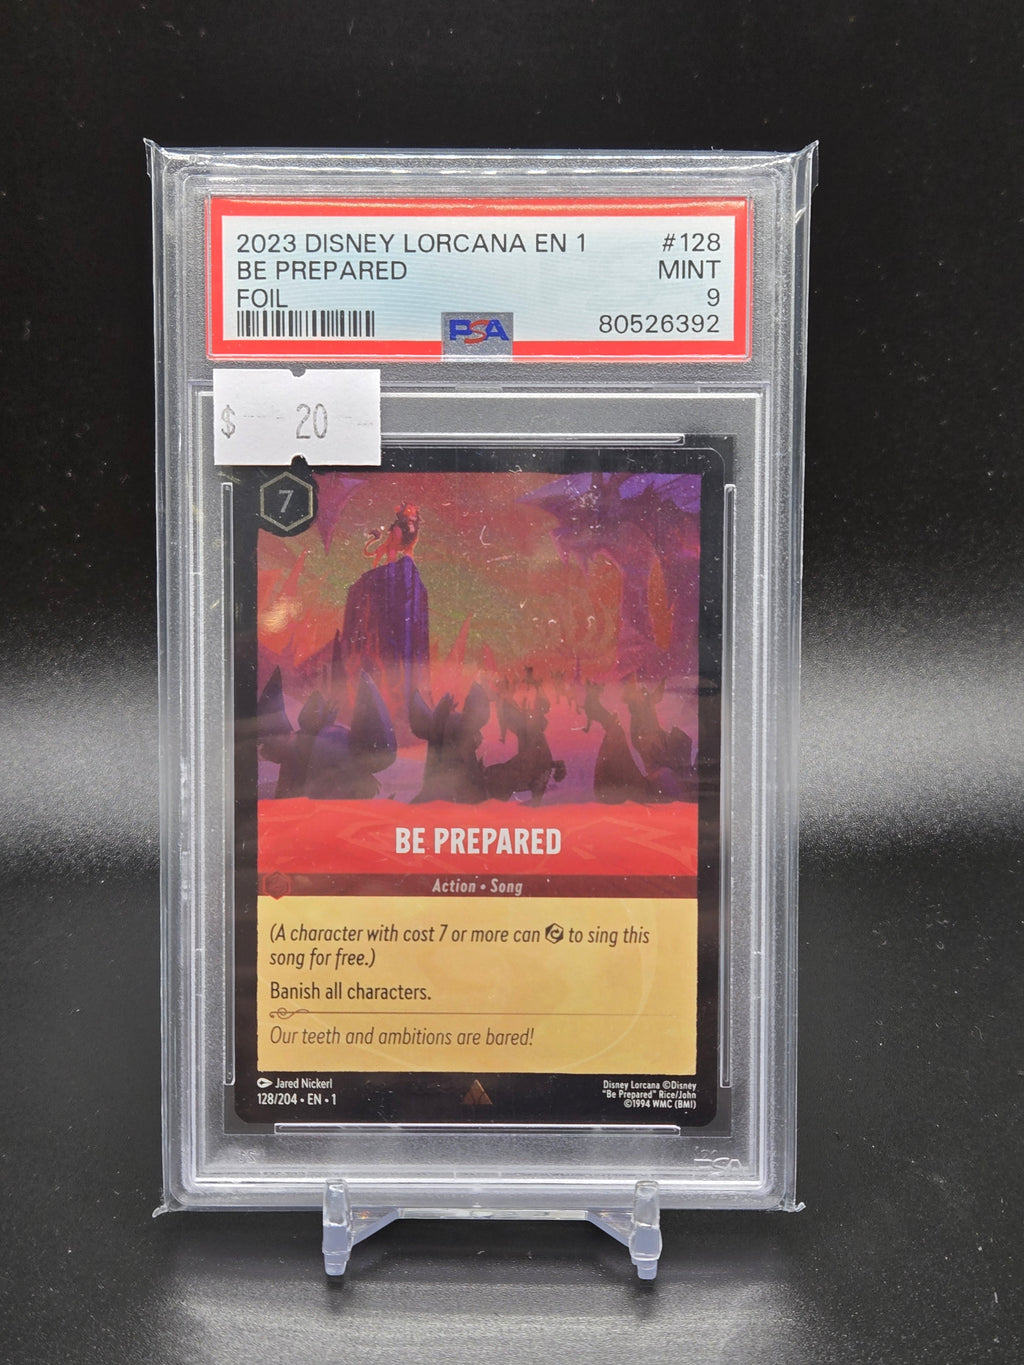 2023 DISNEY LORCANA EN 1 #128
BE PREPARED MINT
FOIL 9
PSA 80526392
$ 20
7
BE PREPARED
Action • Song
(A character with cost 7 or more can to sing this
song for free.)
Banish all characters.
Our teeth and ambitions are bared!
Jared Nickerl
128/204 • EN • 1
Disney Lorcana ©Disney
"Be Prepared" Rice/John
©1994 WMC (BMI)
PSA